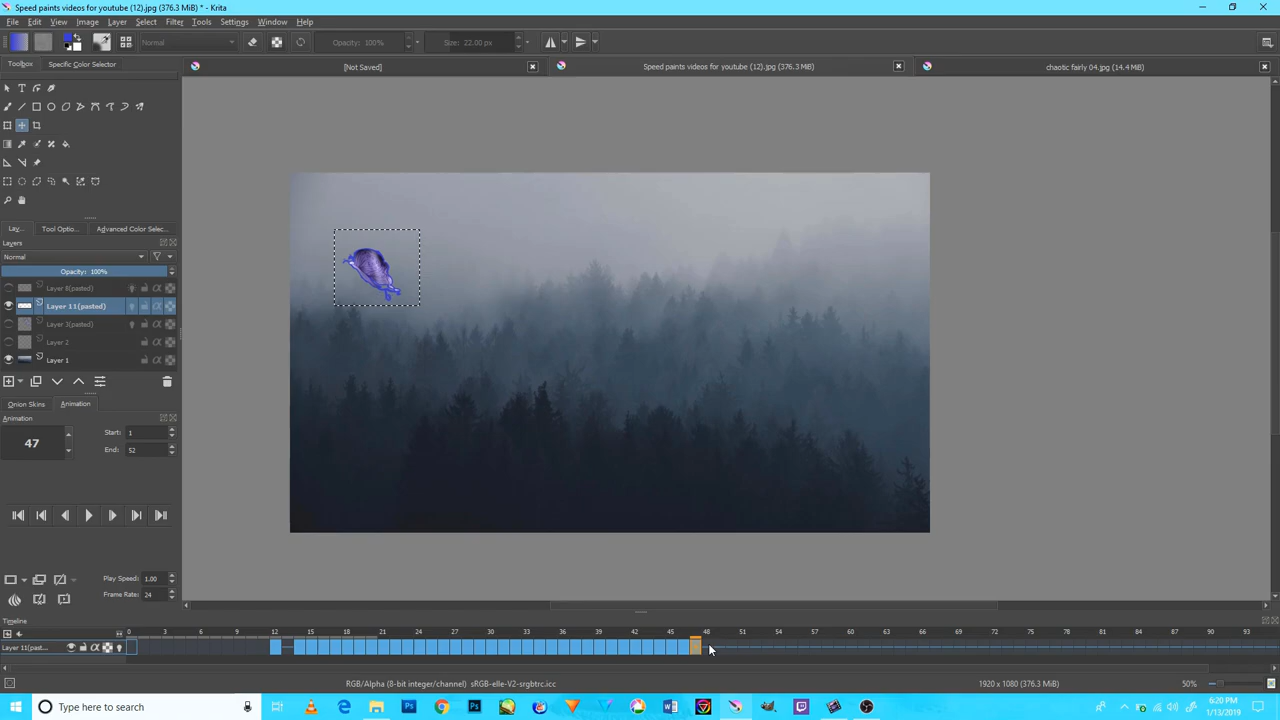 Speed paints videos for youtube (12).jpg (376.3 MiB) * - Krita
File Edit View Image Layer Select Filter Tools Settings Window Help
Normal Opacity: 100% Size: 22.00 px
Toolbox Specific Color Selector
[Not Saved] Speed paints videos for youtube (12).jpg (376.3 MiB) chaotic fairly 04.jpg (14.4 MiB)
Lay... Tool Optio... Advanced Color Selec...
Layers
Normal
Opacity: 100%
Layer 8(pasted)
Layer 11(pasted)
Layer 3(pasted)
Layer 2
Layer 1
Onion Skins Animation
Animation
47 Start: 1
End: 52
Play Speed: 1.00
Frame Rate: 24
Timeline
0 3 6 9 12 15 18 21 24 27 30 33 36 39 42 45 48 51 54 57 60 63 66 69 72 75 78 81 84 87 90 93
Layer 11(past...
RGB/Alpha (8-bit integer/channel) sRGB-elle-V2-srgbtrc.icc 1920 x 1080 (376.3 MiB) 50%
Type here to search
6:20 PM
1/13/2019